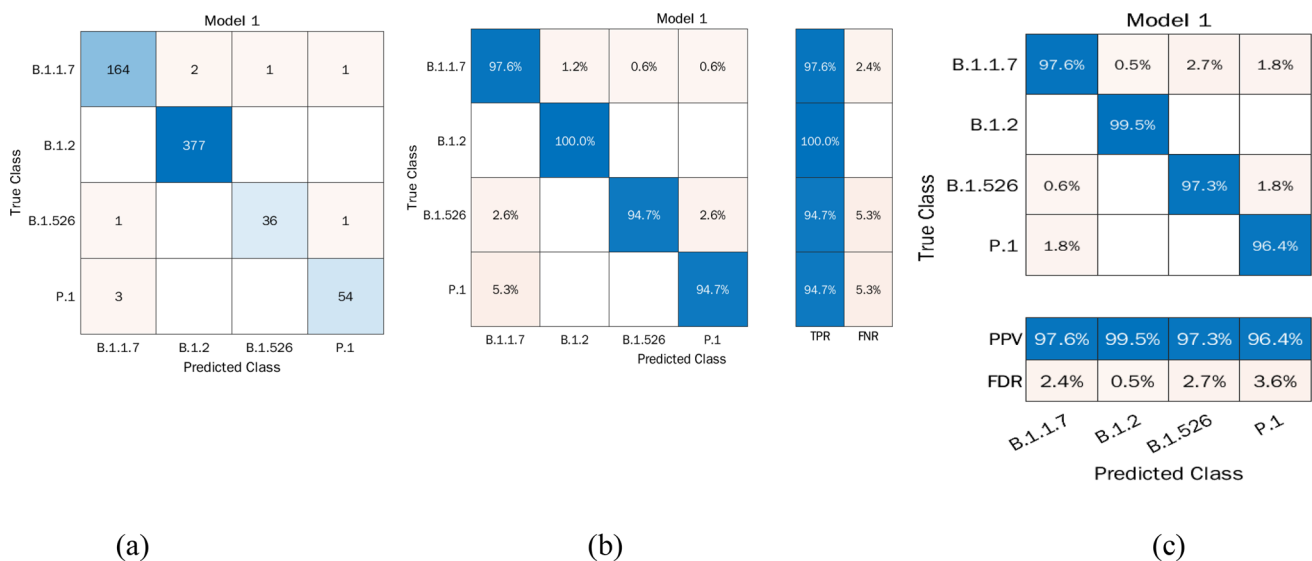 Model 1
True Class
B.1.1.7 164 2 1 1
B.1.2 377
B.1.526 1 36 1
P.1 3 54
B.1.1.7 B.1.2 B.1.526 P.1
Predicted Class
(a)
Model 1
B.1.1.7 97.6% 1.2% 0.6% 0.6% 97.6% 2.4%
B.1.2 100.0% 100.0%
B.1.526 2.6% 94.7% 2.6% 94.7% 5.3%
P.1 5.3% 94.7% 94.7% 5.3%
B.1.1.7 B.1.2 B.1.526 P.1 TPR FNR
Predicted Class
(b)
Model 1
True Class
B.1.1.7 97.6% 0.5% 2.7% 1.8%
B.1.2 99.5%
B.1.526 0.6% 97.3% 1.8%
P.1 1.8% 96.4%
PPV 97.6% 99.5% 97.3% 96.4%
FDR 2.4% 0.5% 2.7% 3.6%
B.1.1.7 B.1.2 B.1.526 P.1
Predicted Class
(c)